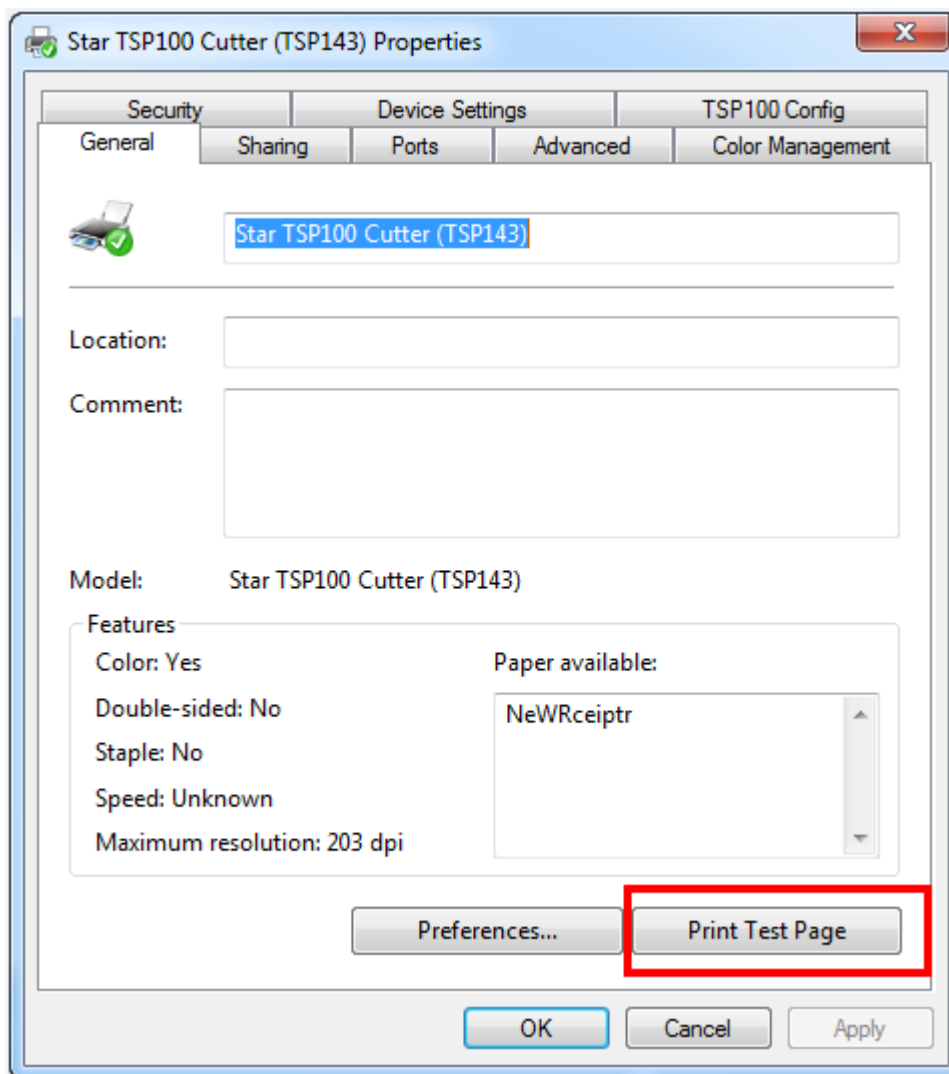 Star TSP100 Cutter (TSP143) Properties
Security Device Settings TSP100 Config
General Sharing Ports Advanced Color Management
Star TSP100 Cutter (TSP143)
Location:
Comment:
Model: Star TSP100 Cutter (TSP143)
Features
Color: Yes Paper available:
Double-sided: No NeWRceiptr
Staple: No
Speed: Unknown
Maximum resolution: 203 dpi
Preferences... Print Test Page
OK Cancel Apply